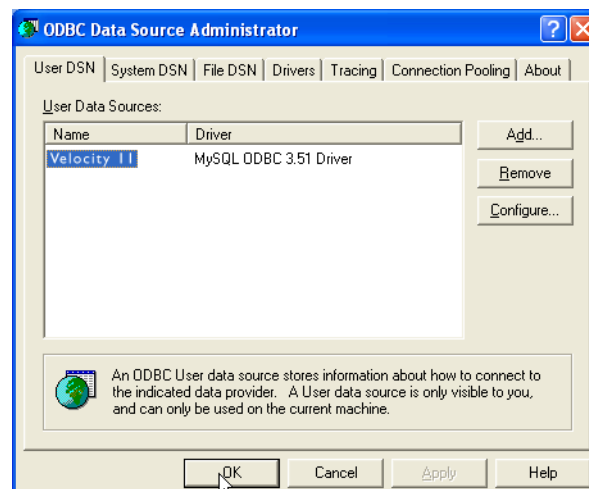 ODBC Data Source Administrator
User DSN System DSN File DSN Drivers Tracing Connection Pooling About
User Data Sources:
Name Driver
Velocity 11 MySQL ODBC 3.51 Driver
Add...
Remove
Configure...
An ODBC User data source stores information about how to connect to
the indicated data provider. A User data source is only visible to you,
and can only be used on the current machine.
OK Cancel Apply Help